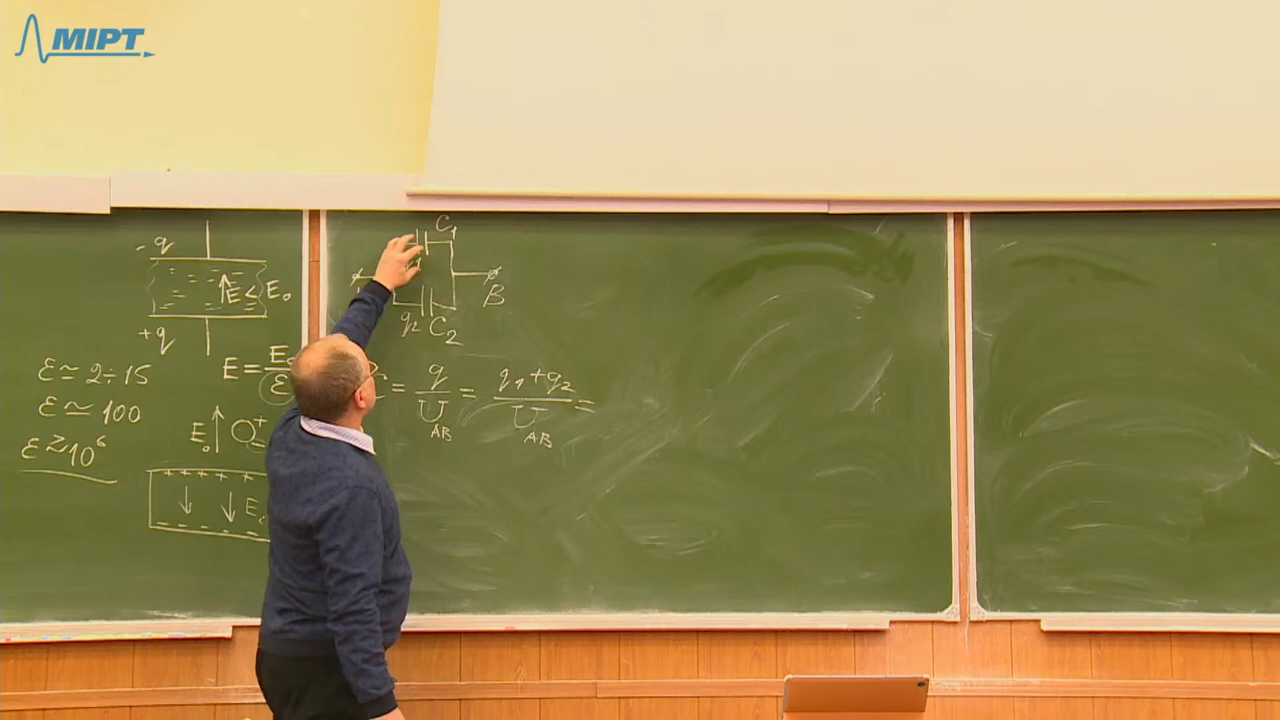 MIPT
-q
E < E₀
+q
ε ≃ 2 ÷ 15
ε ≃ 100
ε ≃ 10⁶
E = E₀/ε
E₀ + −
+ + + + +
− − − − −
C₁
B
q₂ C₂
C = q/U_AB = (q₁+q₂)/U_AB =